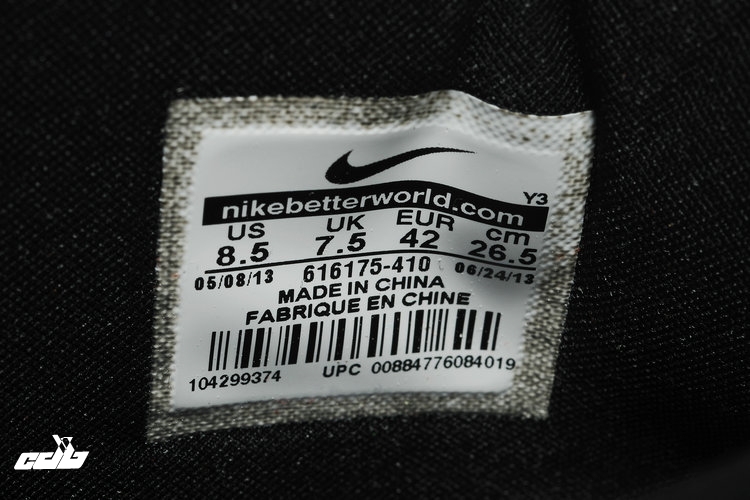 Y3
nikebetterworld.com
US UK EUR cm
8.5 7.5 42 26.5
05/08/13 616175-410 06/24/13
MADE IN CHINA
FABRIQUE EN CHINE
104299374 UPC 00884776084019
cdb